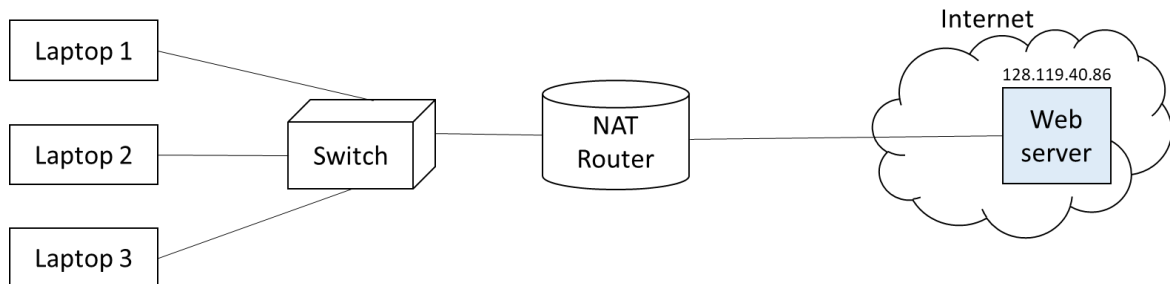 Laptop 1
Laptop 2
Laptop 3
Switch
NAT
Router
Internet
128.119.40.86
Web
server